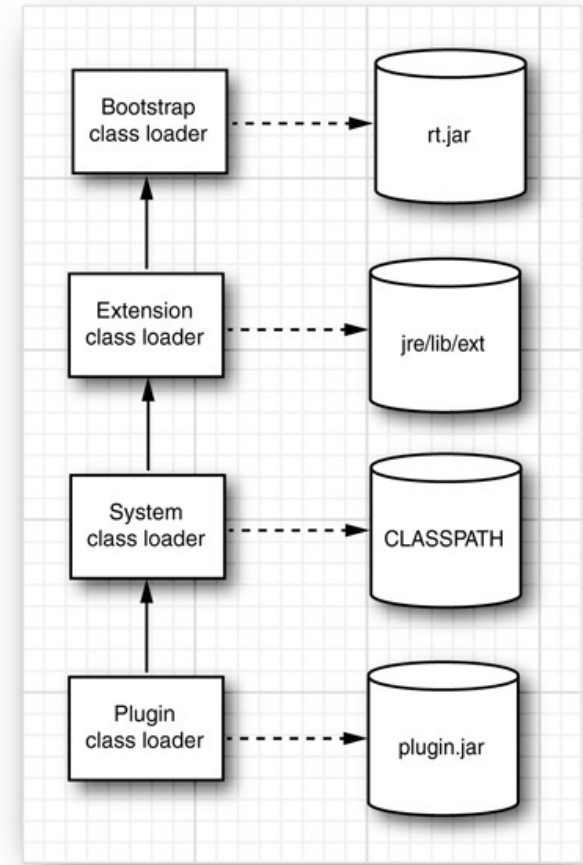 Bootstrap
class loader
rt.jar
Extension
class loader
jre/lib/ext
System
class loader
CLASSPATH
Plugin
class loader
plugin.jar